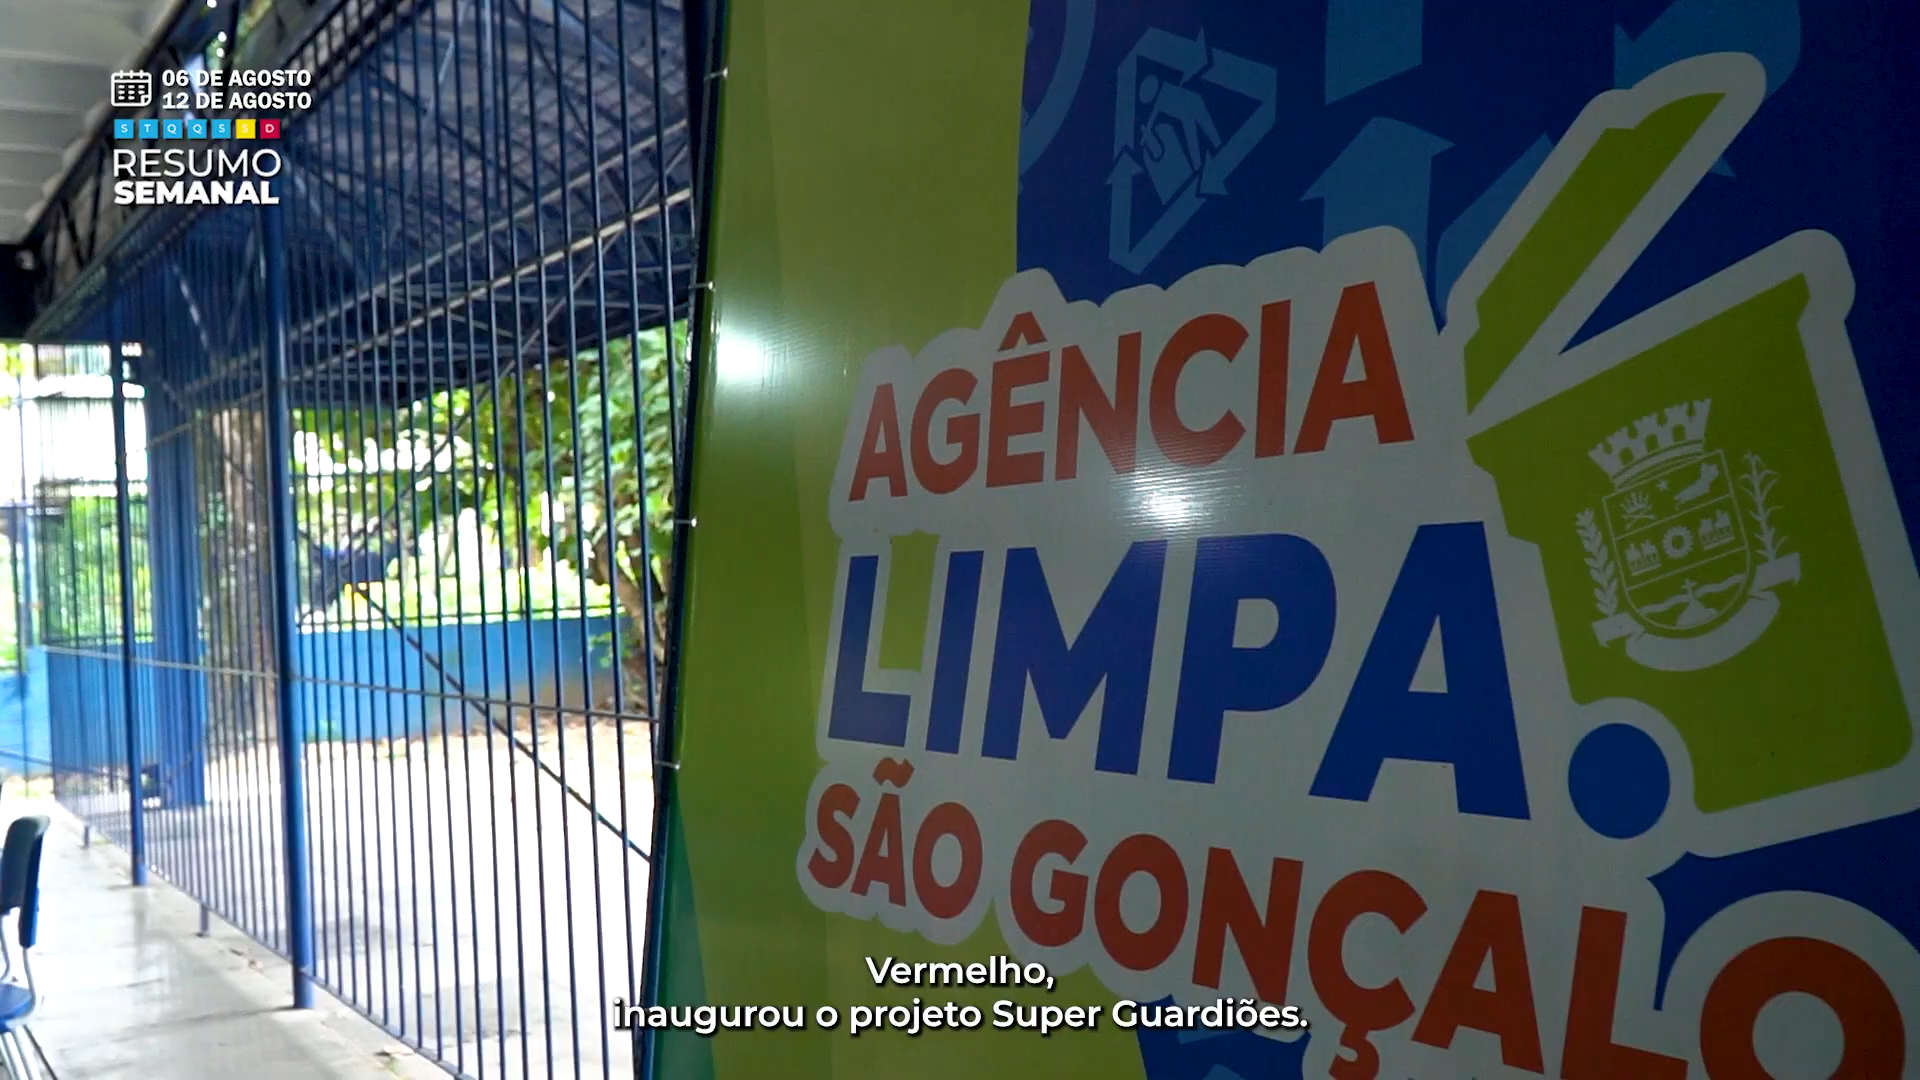 06 DE AGOSTO
12 DE AGOSTO
S T Q Q S S D
RESUMO
SEMANAL
AGÊNCIA
LIMPA.
SÃO GONÇALO
Vermelho,
inaugurou o projeto Super Guardiões.